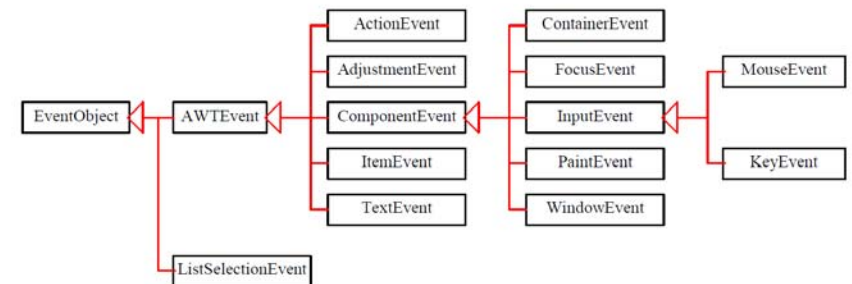 ActionEvent
ContainerEvent
AdjustmentEvent
FocusEvent
MouseEvent
EventObject
AWTEvent
ComponentEvent
InputEvent
ItemEvent
PaintEvent
KeyEvent
TextEvent
WindowEvent
ListSelectionEvent